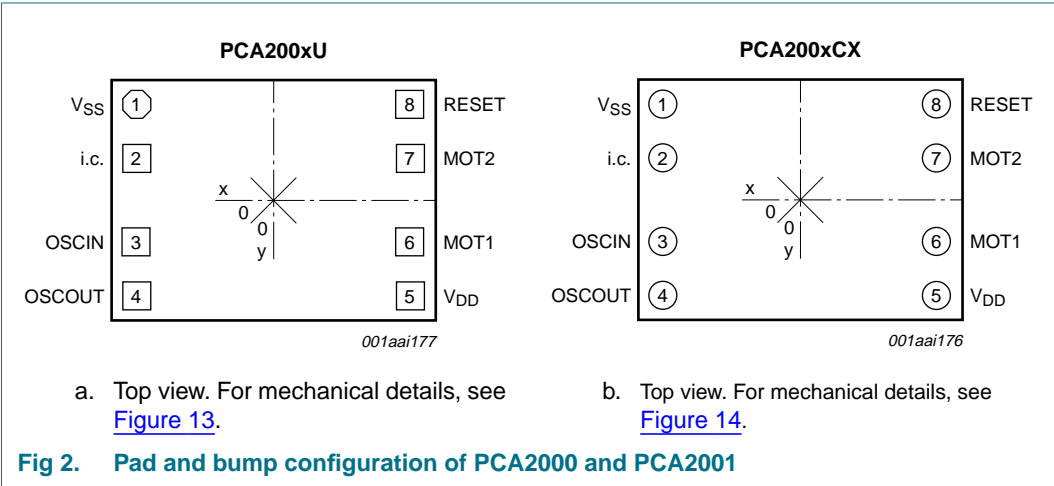 PCA200xU
VSS 1 8 RESET
i.c. 2 7 MOT2
x
0
0
y
OSCIN 3 6 MOT1
OSCOUT 4 5 VDD
001aai177
a. Top view. For mechanical details, see
Figure 13.
PCA200xCX
VSS 1 8 RESET
i.c. 2 7 MOT2
x
0
0
y
OSCIN 3 6 MOT1
OSCOUT 4 5 VDD
001aai176
b. Top view. For mechanical details, see
Figure 14.
Fig 2. Pad and bump configuration of PCA2000 and PCA2001